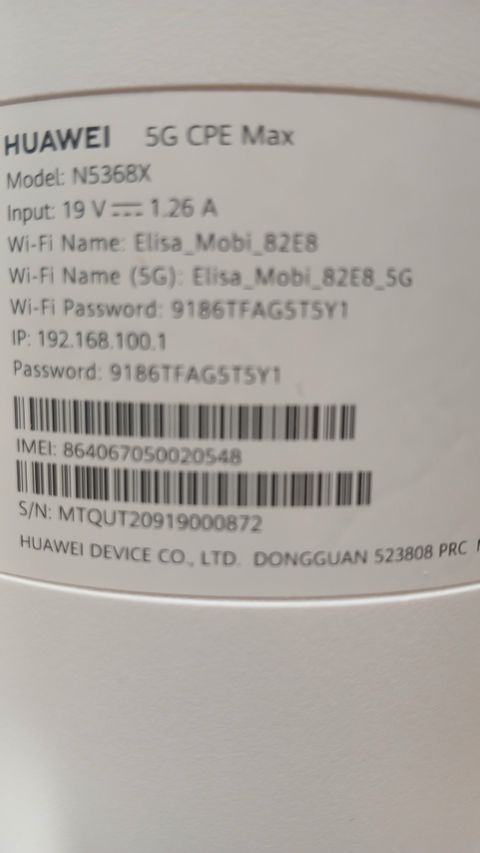 HUAWEI 5G CPE Max
Model: N5368X
Input: 19 V⎓1.26 A
Wi-Fi Name: Elisa_Mobi_82E8
Wi-Fi Name (5G): Elisa_Mobi_82E8_5G
Wi-Fi Password: 9186TFAG5T5Y1
IP: 192.168.100.1
Password: 9186TFAG5T5Y1
IMEI: 864067050020548
S/N: MTQUT20919000872
HUAWEI DEVICE CO., LTD. DONGGUAN 523808 PRC